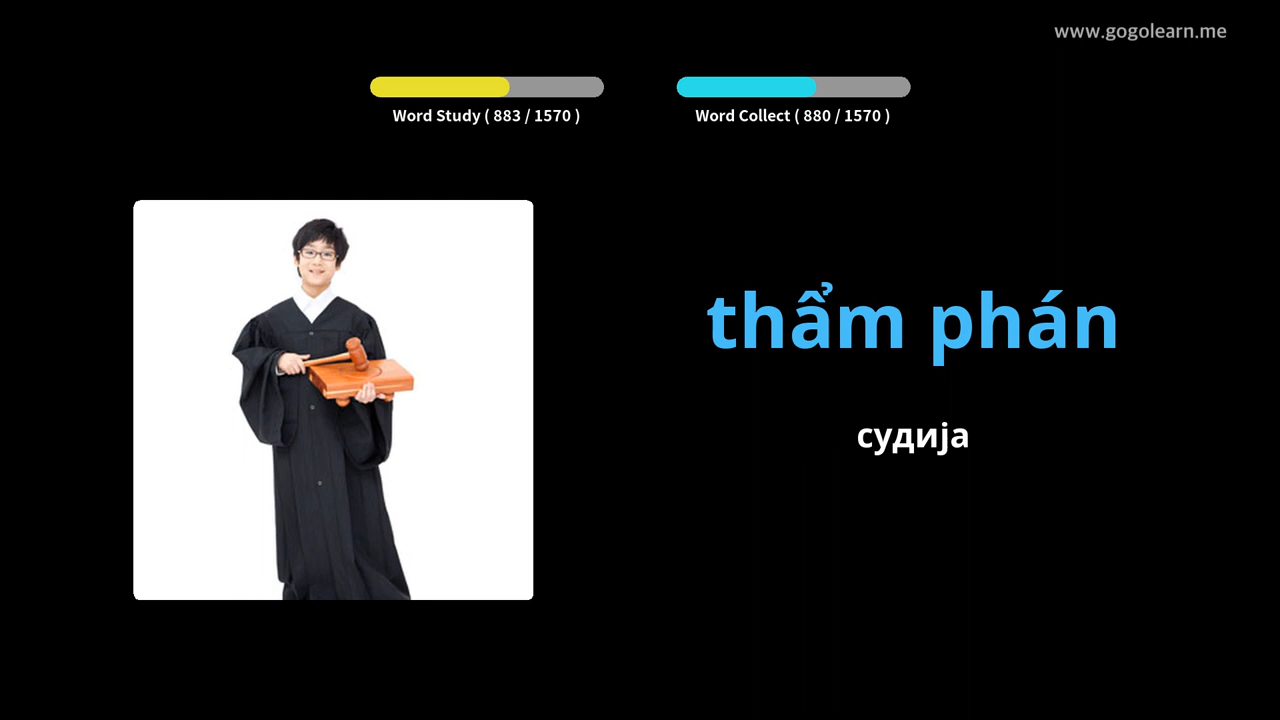 www.gogolearn.me
Word Study ( 883 / 1570 )
Word Collect ( 880 / 1570 )
thẩm phán
судија